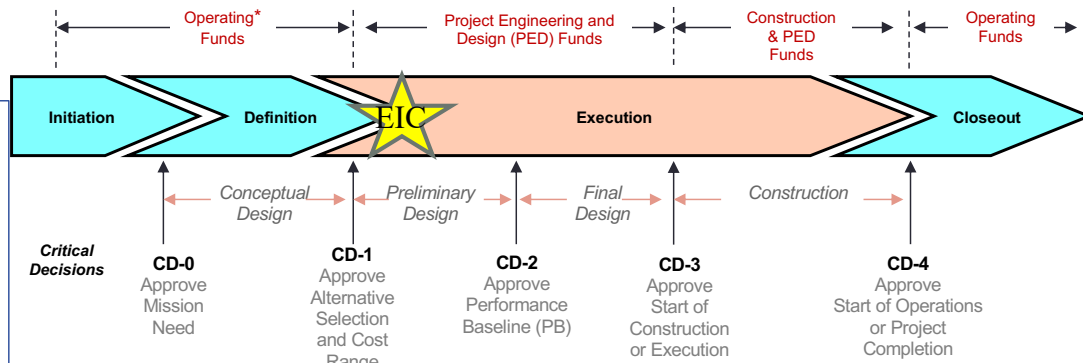 Operating*
Funds
Project Engineering and
Design (PED) Funds
Construction
& PED
Funds
Operating
Funds
Initiation
Definition
EIC
Execution
Closeout
Conceptual
Design
Preliminary
Design
Final
Design
Construction
Critical
Decisions
CD-0
Approve
Mission
Need
CD-1
Approve
Alternative
Selection
and Cost
Range
CD-2
Approve
Performance
Baseline (PB)
CD-3
Approve
Start of
Construction
or Execution
CD-4
Approve
Start of Operations
or Project
Completion